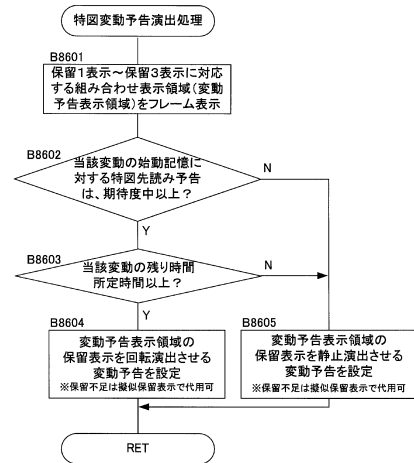 特図変動予告演出処理
B8601
保留1表示～保留3表示に対応
する組み合わせ表示領域(変動
予告表示領域)をフレーム表示
B8602
当該変動の始動記憶に
対する特図先読み予告
は、期待度中以上?
N
Y
B8603
当該変動の残り時間
所定時間以上?
N
Y
B8604
変動予告表示領域の
保留表示を回転演出させる
変動予告を設定
※保留不足は擬似保留表示で代用可
B8605
変動予告表示領域の
保留表示を静止演出させる
変動予告を設定
※保留不足は擬似保留表示で代用可
RET